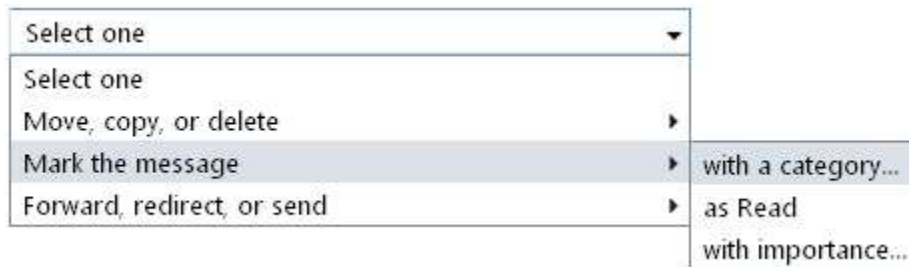 Select one
Select one
Move, copy, or delete
Mark the message
with a category...
Forward, redirect, or send
as Read
with importance...